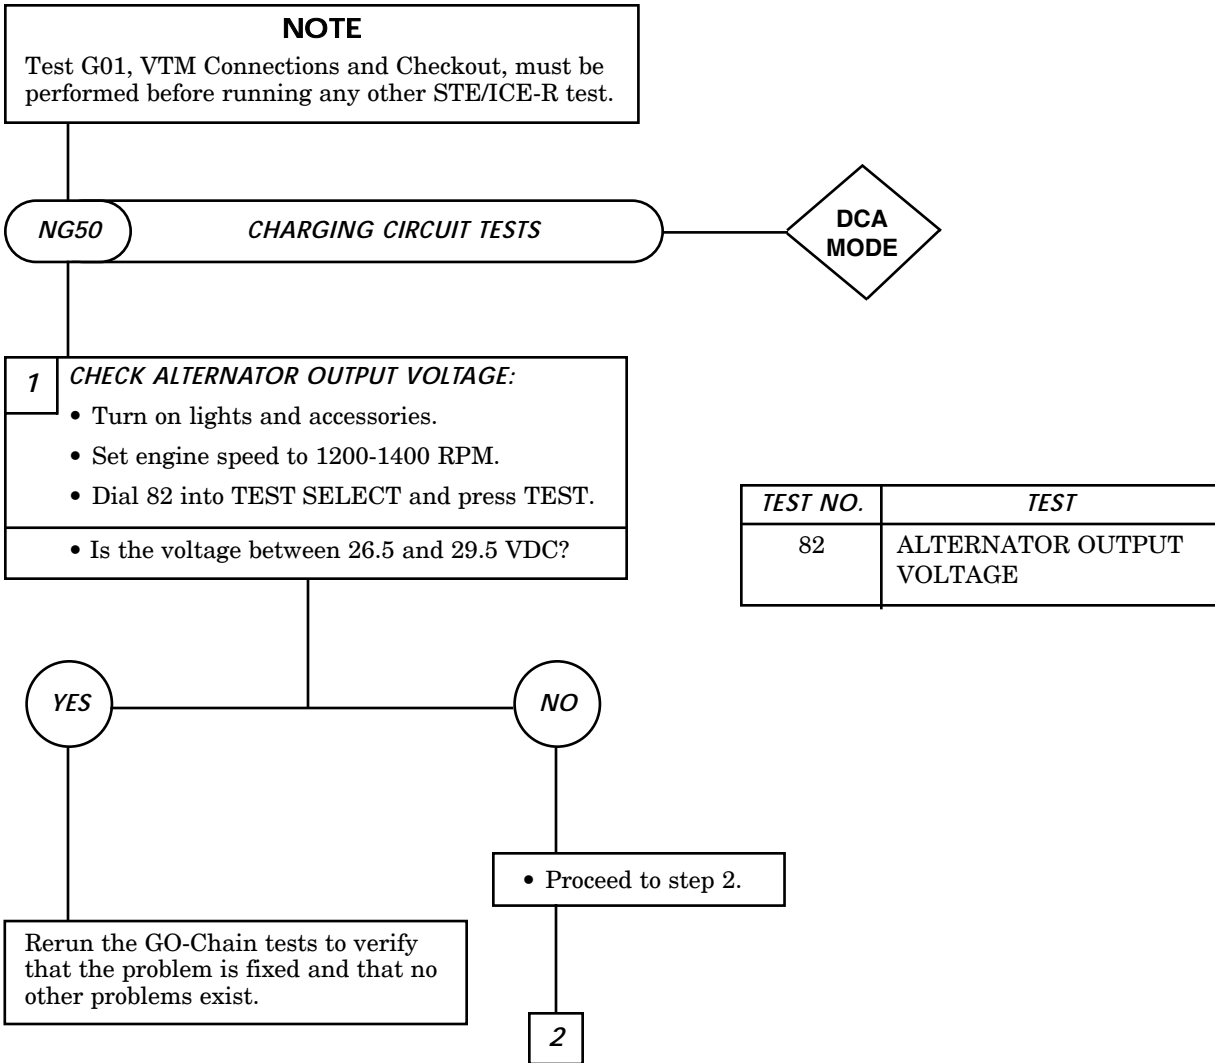 NOTE
Test G01, VTM Connections and Checkout, must be
performed before running any other STE/ICE-R test.
NG50
CHARGING CIRCUIT TESTS
DCA
MODE
1
CHECK ALTERNATOR OUTPUT VOLTAGE:
• Turn on lights and accessories.
• Set engine speed to 1200-1400 RPM.
• Dial 82 into TEST SELECT and press TEST.
• Is the voltage between 26.5 and 29.5 VDC?
TEST NO.
TEST
82
ALTERNATOR OUTPUT
VOLTAGE
YES
NO
• Proceed to step 2.
Rerun the GO-Chain tests to verify
that the problem is fixed and that no
other problems exist.
2